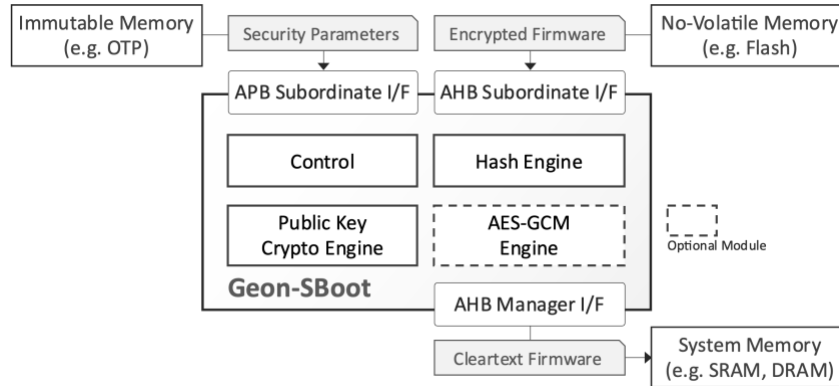 Immutable Memory
(e.g. OTP)
Security Parameters
Encrypted Firmware
No-Volatile Memory
(e.g. Flash)
APB Subordinate I/F
AHB Subordinate I/F
Control
Hash Engine
Public Key
Crypto Engine
AES-GCM
Engine
Optional Module
Geon-SBoot
AHB Manager I/F
Cleartext Firmware
System Memory
(e.g. SRAM, DRAM)